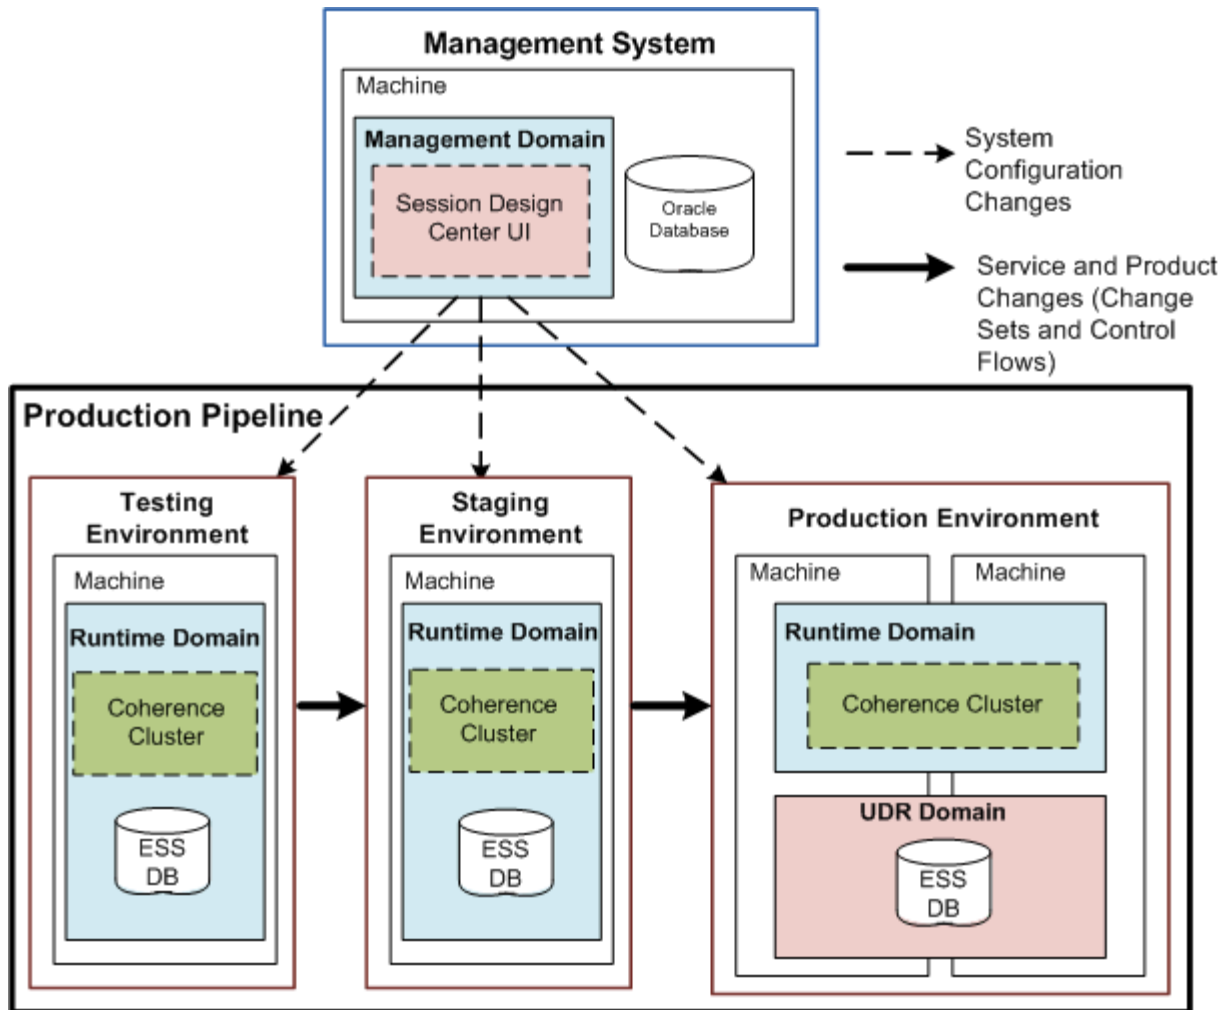 Management System
Machine
Management Domain
Session Design
Center UI
Oracle
Database
System
Configuration
Changes
Service and Product
Changes (Change
Sets and Control
Flows)
Production Pipeline
Testing
Environment
Machine
Runtime Domain
Coherence
Cluster
ESS
DB
Staging
Environment
Machine
Runtime Domain
Coherence
Cluster
ESS
DB
Production Environment
Machine
Machine
Runtime Domain
Coherence Cluster
UDR Domain
ESS
DB